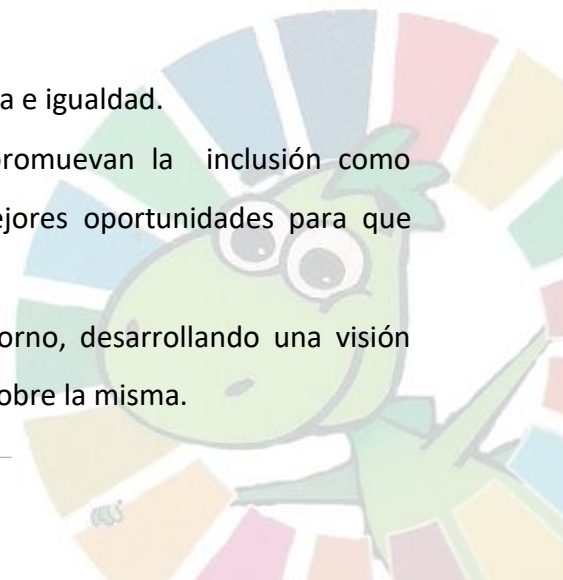 a e igualdad.
promuevan la inclusión como
ejores oportunidades para que
orno, desarrollando una visión
obre la misma.